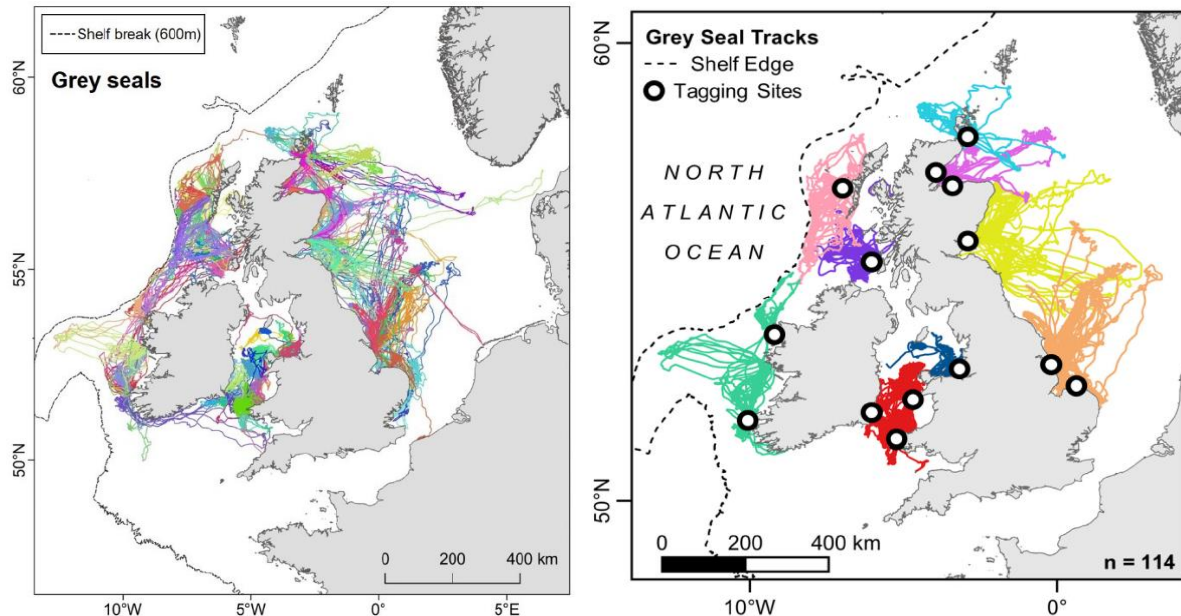 Shelf break (600m)
Grey seals
60°N
55°N
50°N
0 200 400 km
10°W 5°W 0° 5°E
Grey Seal Tracks
Shelf Edge
Tagging Sites
NORTH
ATLANTIC
OCEAN
60°N
50°N
0 200 400 km
n = 114
10°W 0°